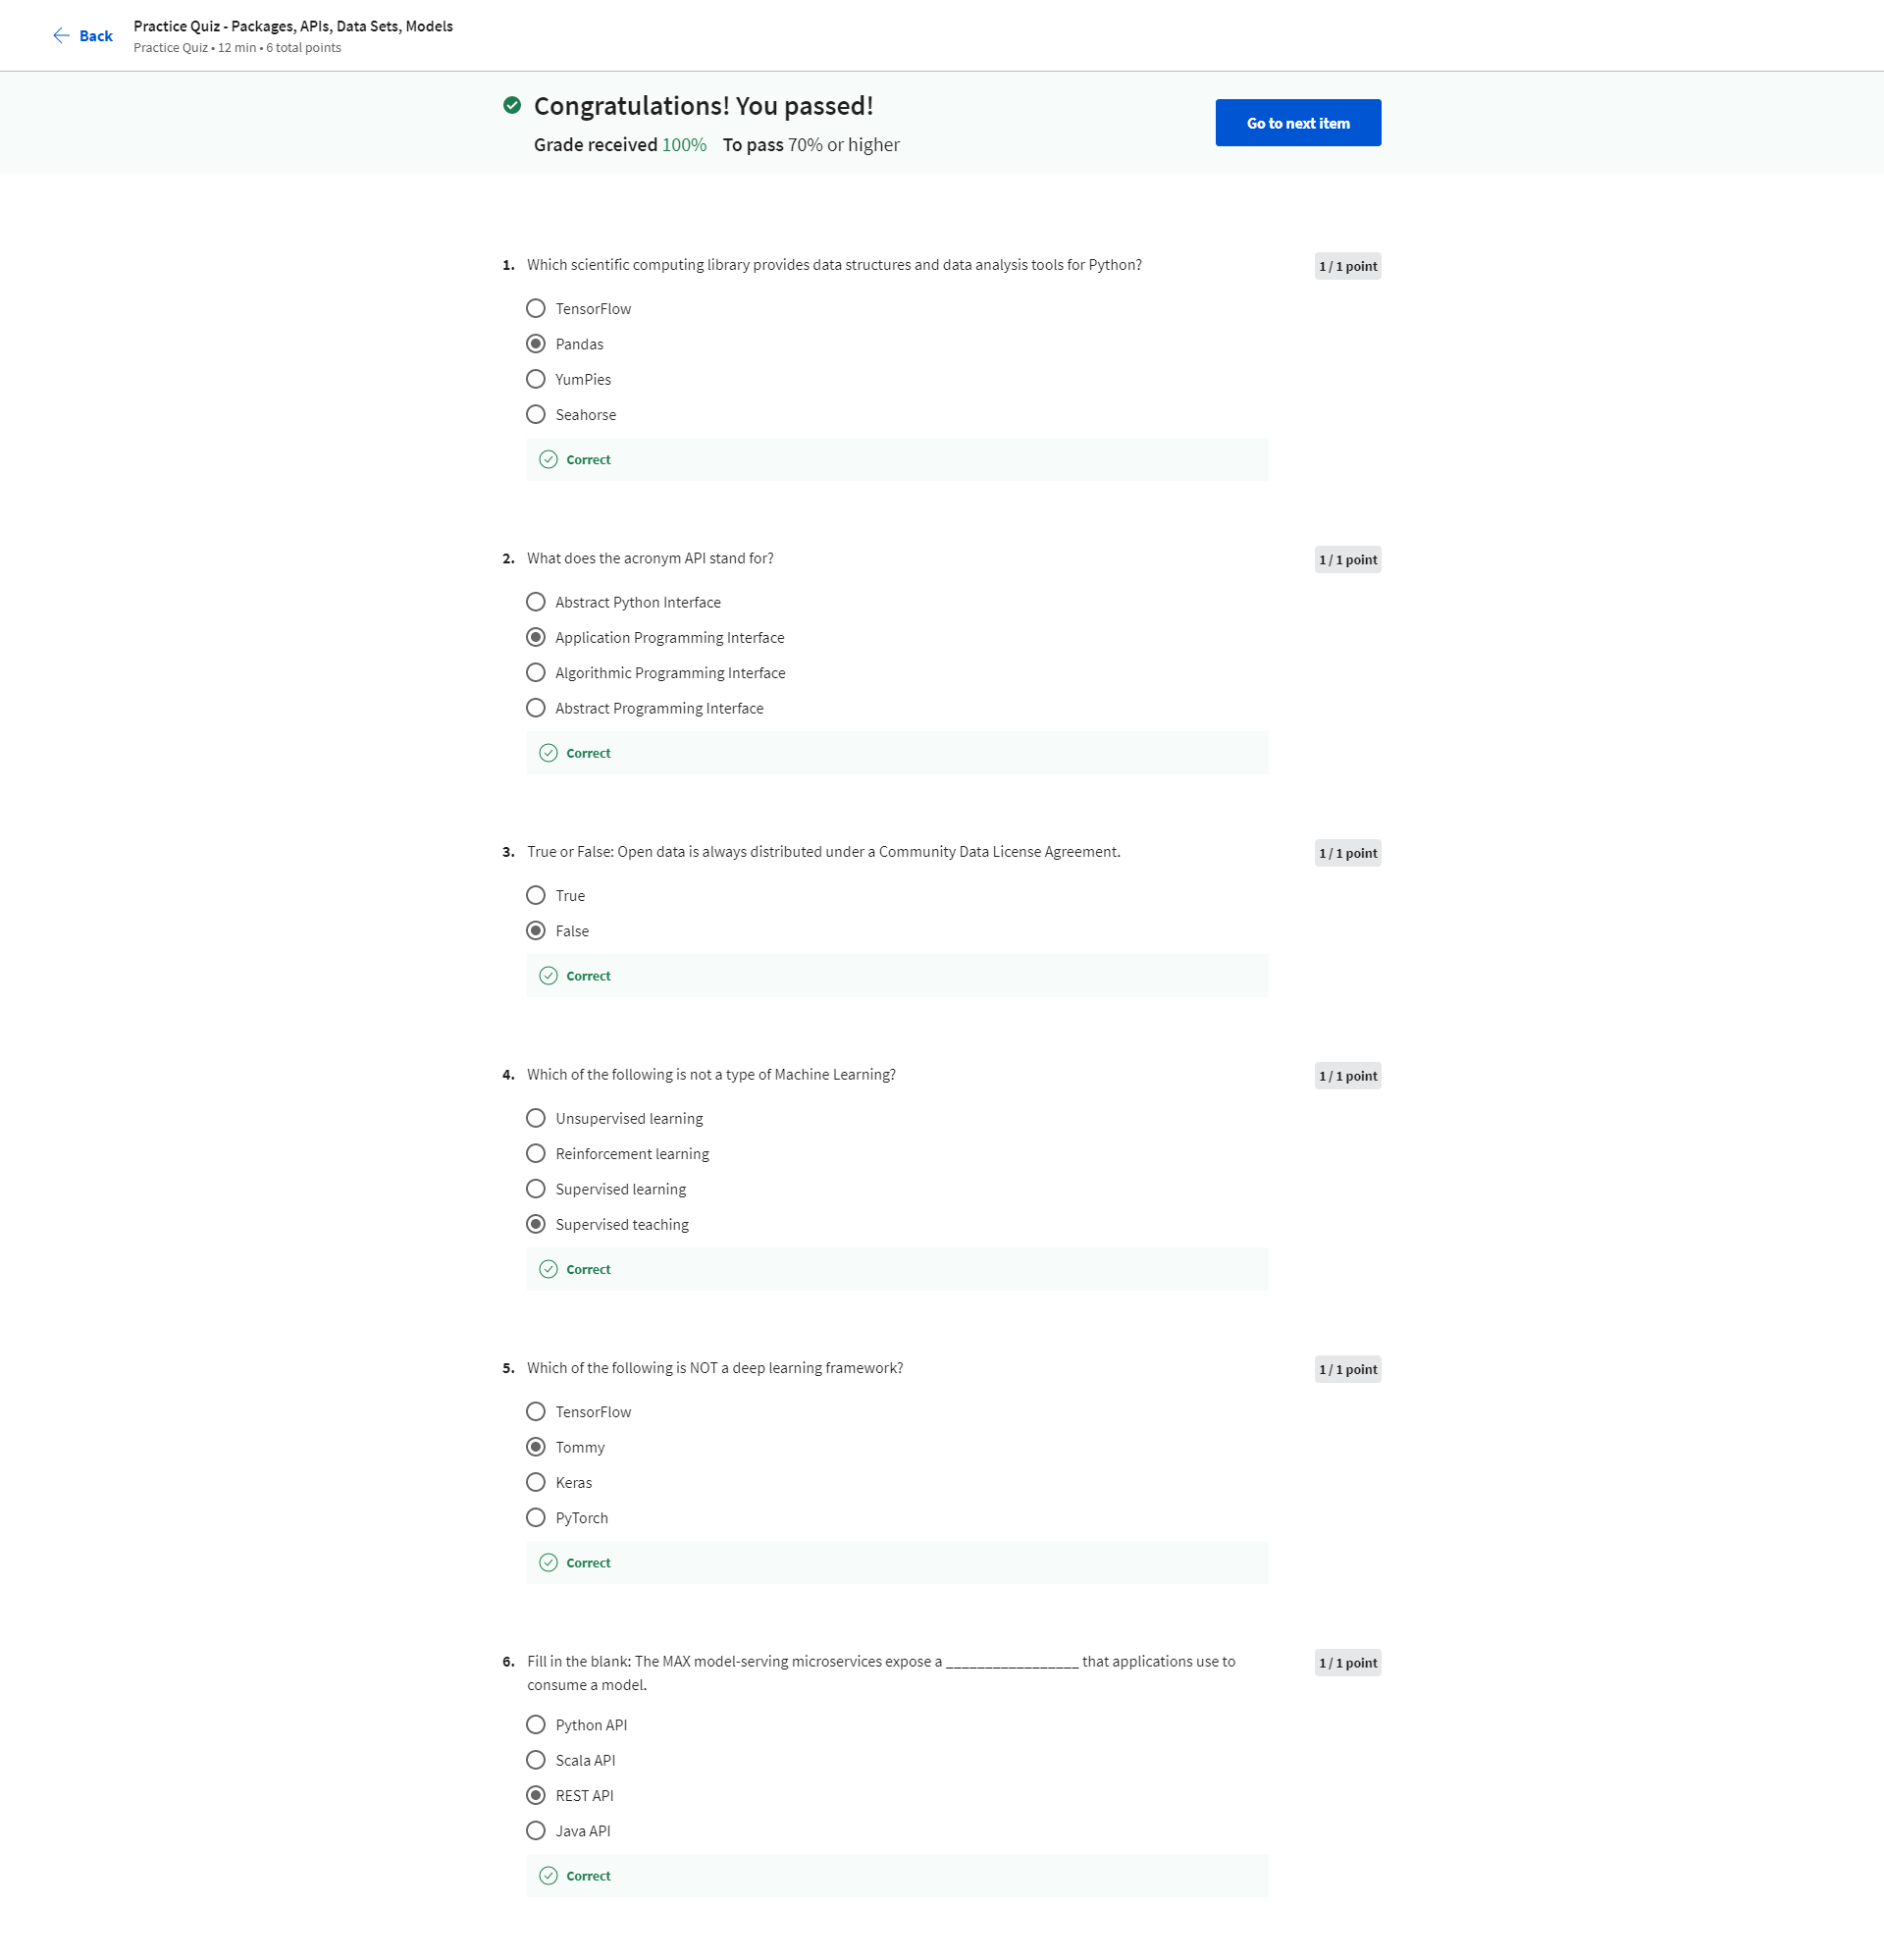 Back
Practice Quiz - Packages, APIs, Data Sets, Models
Practice Quiz • 12 min • 6 total points
Congratulations! You passed!
Grade received 100% To pass 70% or higher
Go to next item
1. Which scientific computing library provides data structures and data analysis tools for Python?
1 / 1 point
TensorFlow
Pandas
YumPies
Seahorse
Correct
2. What does the acronym API stand for?
1 / 1 point
Abstract Python Interface
Application Programming Interface
Algorithmic Programming Interface
Abstract Programming Interface
Correct
3. True or False: Open data is always distributed under a Community Data License Agreement.
1 / 1 point
True
False
Correct
4. Which of the following is not a type of Machine Learning?
1 / 1 point
Unsupervised learning
Reinforcement learning
Supervised learning
Supervised teaching
Correct
5. Which of the following is NOT a deep learning framework?
1 / 1 point
TensorFlow
Tommy
Keras
PyTorch
Correct
6. Fill in the blank: The MAX model-serving microservices expose a _________________ that applications use to
consume a model.
1 / 1 point
Python API
Scala API
REST API
Java API
Correct